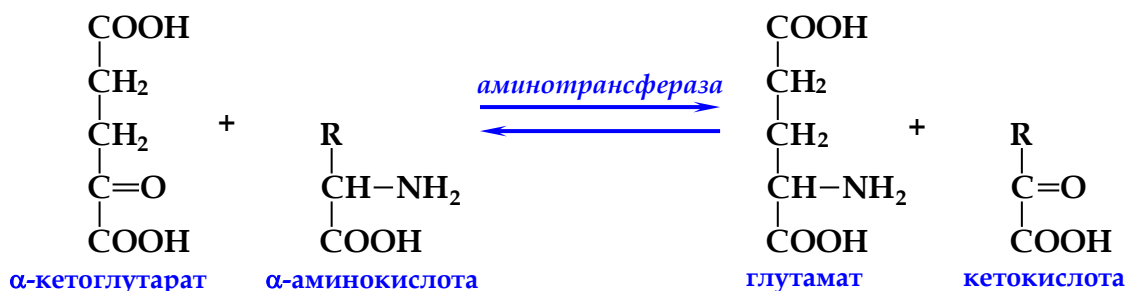 COOH COOH
CH2 аминотрансфераза CH2
CH2 + CH2 +
R R
C=O CH–NH2 CH–NH2 C=O
COOH COOH COOH COOH
α-кетоглутарат α-аминокислота глутамат кетокислота